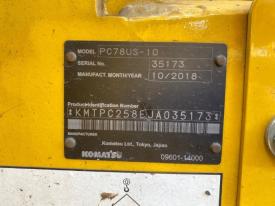 MODEL PC78US-10
SERIAL NO. 35173
MANUFACT. MONTH/YEAR 10/2018
Product Identification Number
*KMTPC258EJA035173*
Komatsu Ltd., Tokyo, Japan
KOMATSU 09601-14000